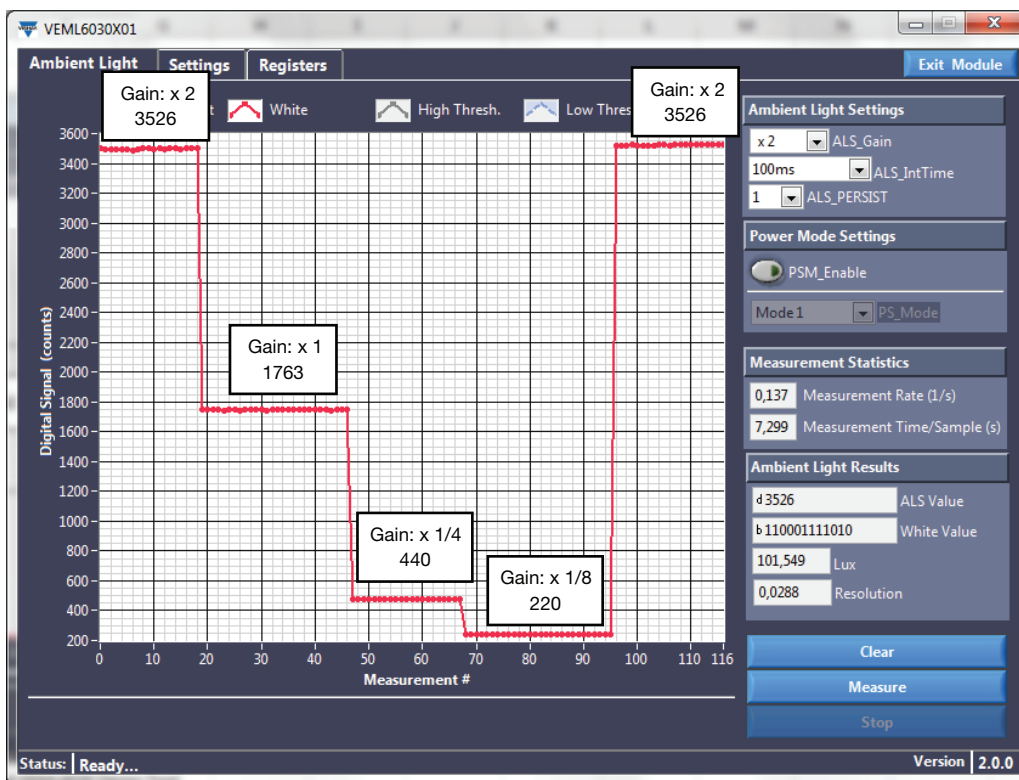 VEML6030X01
Ambient Light Settings Registers
Exit Module
Gain: x 2
3526
White
High Thresh.
Low Thres
Gain: x 2
3526
Digital Signal (counts)
3600
3400
3200
3000
2800
2600
2400
2200
2000
1800
1600
1400
1200
1000
800
600
400
200
Gain: x 1
1763
Gain: x 1/4
440
Gain: x 1/8
220
0 10 20 30 40 50 60 70 80 90 100 110 116
Measurement #
Ambient Light Settings
x 2 ALS_Gain
100ms ALS_IntTime
1 ALS_PERSIST
Power Mode Settings
PSM_Enable
Mode1 PS_Mode
Measurement Statistics
0,137 Measurement Rate (1/s)
7,299 Measurement Time/Sample (s)
Ambient Light Results
d 3526 ALS Value
b 110001111010 White Value
101,549 Lux
0,0288 Resolution
Clear
Measure
Stop
Status: Ready...
Version 2.0.0